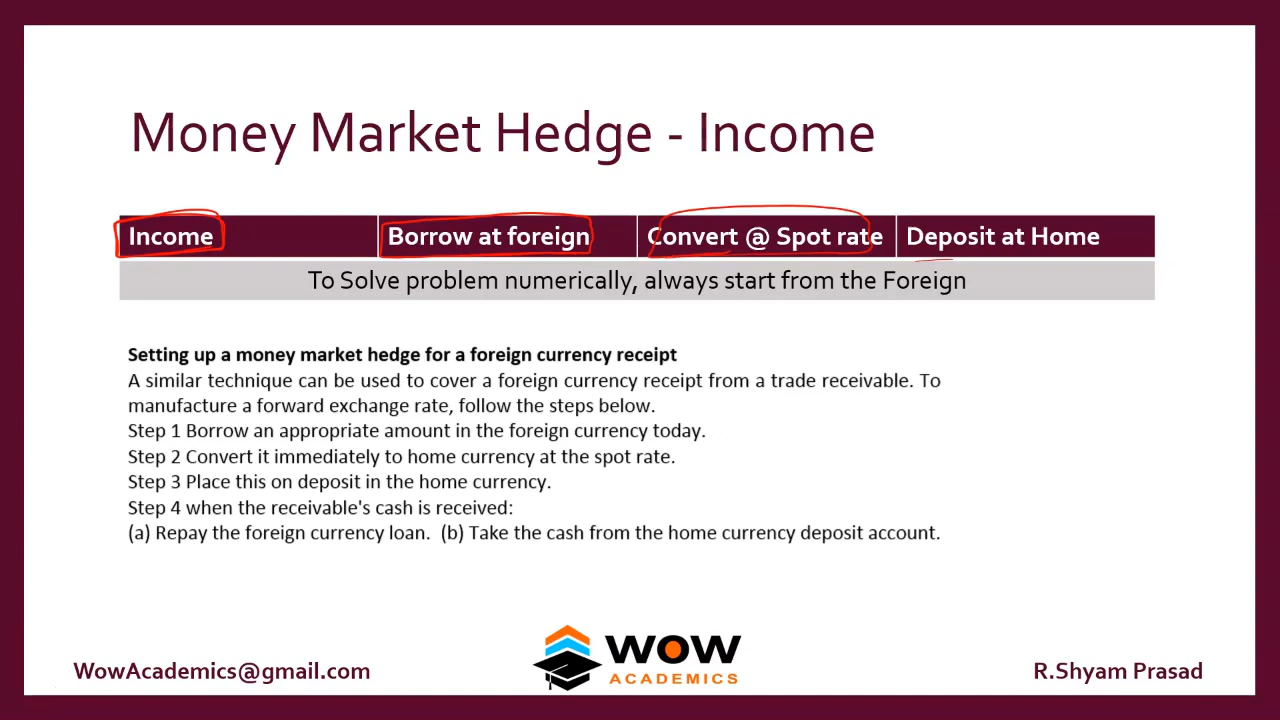 Money Market Hedge - Income
Income Borrow at foreign Convert @ Spot rate Deposit at Home
To Solve problem numerically, always start from the Foreign
Setting up a money market hedge for a foreign currency receipt
A similar technique can be used to cover a foreign currency receipt from a trade receivable. To
manufacture a forward exchange rate, follow the steps below.
Step 1 Borrow an appropriate amount in the foreign currency today.
Step 2 Convert it immediately to home currency at the spot rate.
Step 3 Place this on deposit in the home currency.
Step 4 when the receivable's cash is received:
(a) Repay the foreign currency loan. (b) Take the cash from the home currency deposit account.
WowAcademics@gmail.com
WOW
ACADEMICS
R.Shyam Prasad